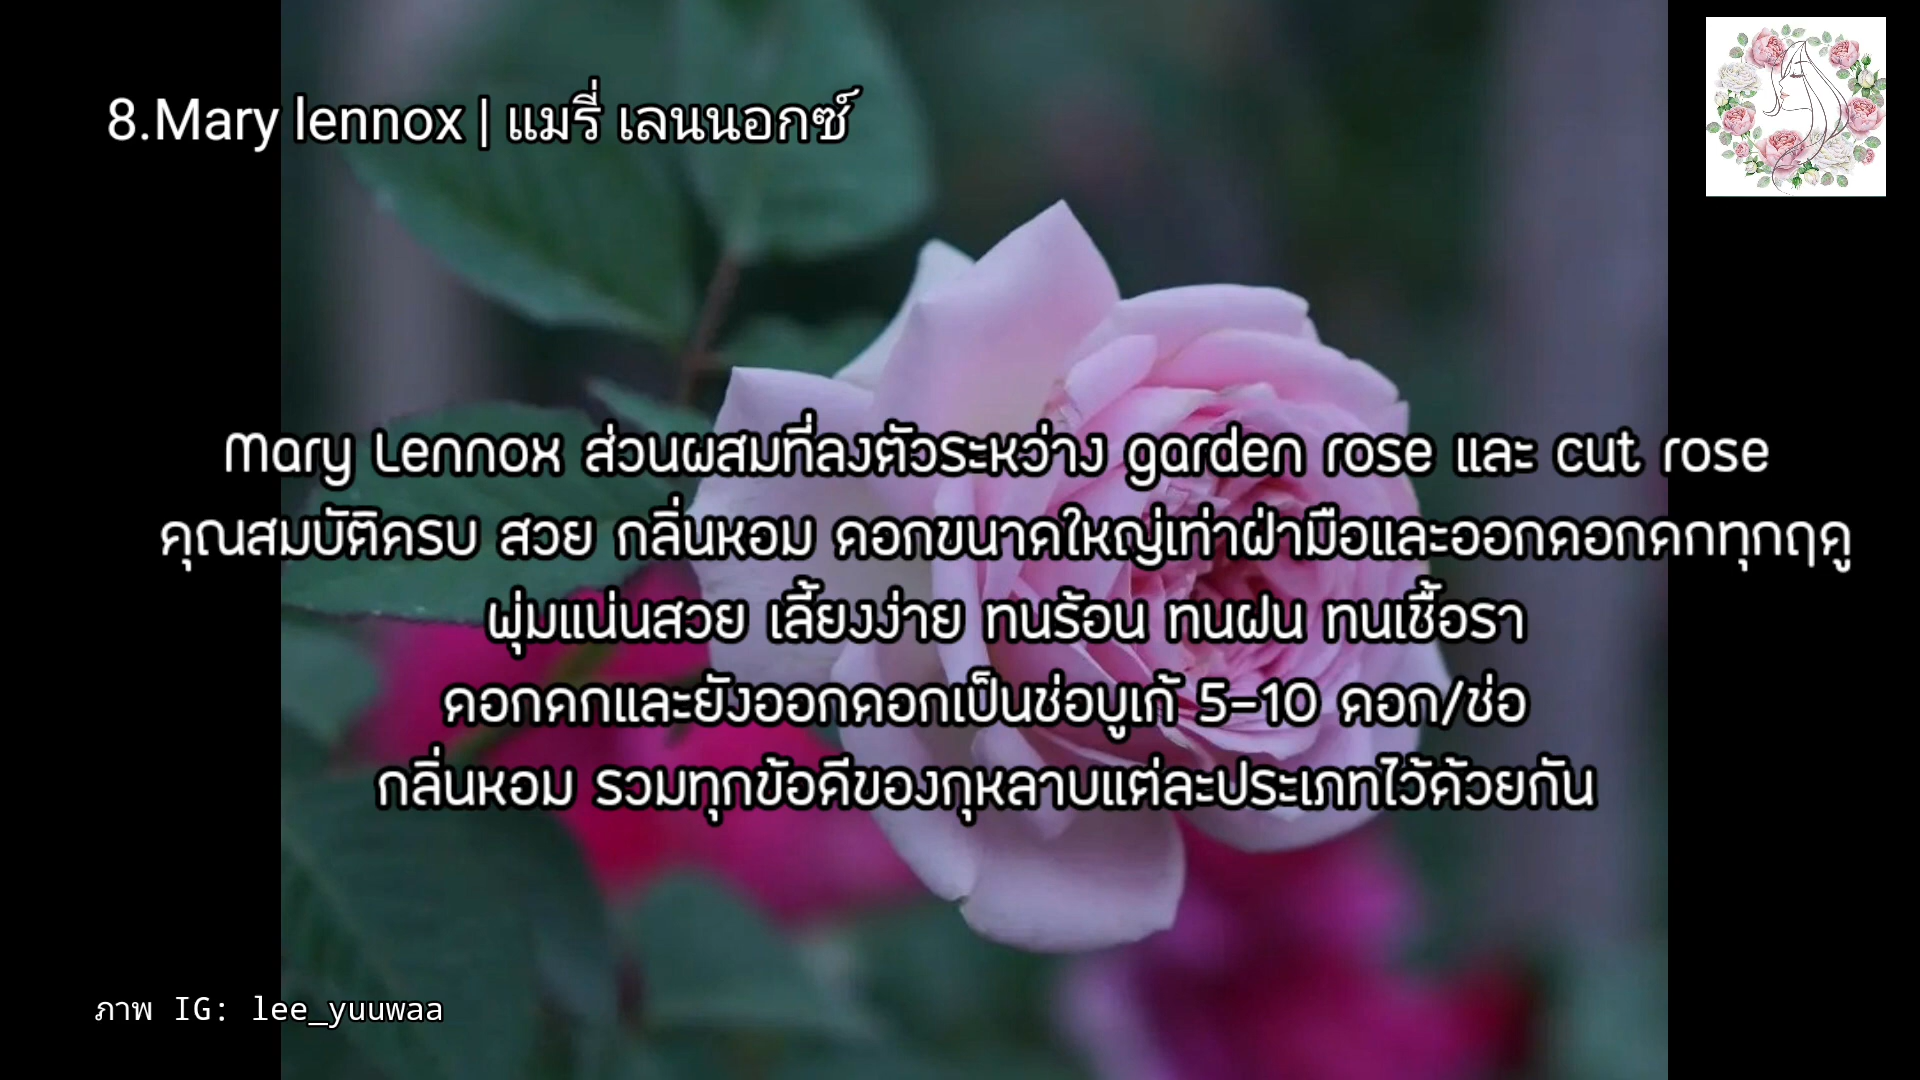 8.Mary lennox | แมรี่ เลนนอกซ์
Mary Lennox ส่วนผสมที่ลงตัวระหว่าง garden rose และ cut rose
คุณสมบัติครบ สวย กลิ่นหอม ดอกขนาดใหญ่เท่าฝ่ามือและออกดอกดกทุกฤดู
พุ่มแน่นสวย เลี้ยงง่าย ทนร้อน ทนฝน ทนเชื้อรา
ดอกดกและยังออกดอกเป็นช่อบูเก้ 5-10 ดอก/ช่อ
กลิ่นหอม รวมทุกข้อดีของกุหลาบแต่ละประเภทไว้ด้วยกัน
ภาพ IG: lee_yuuwaa